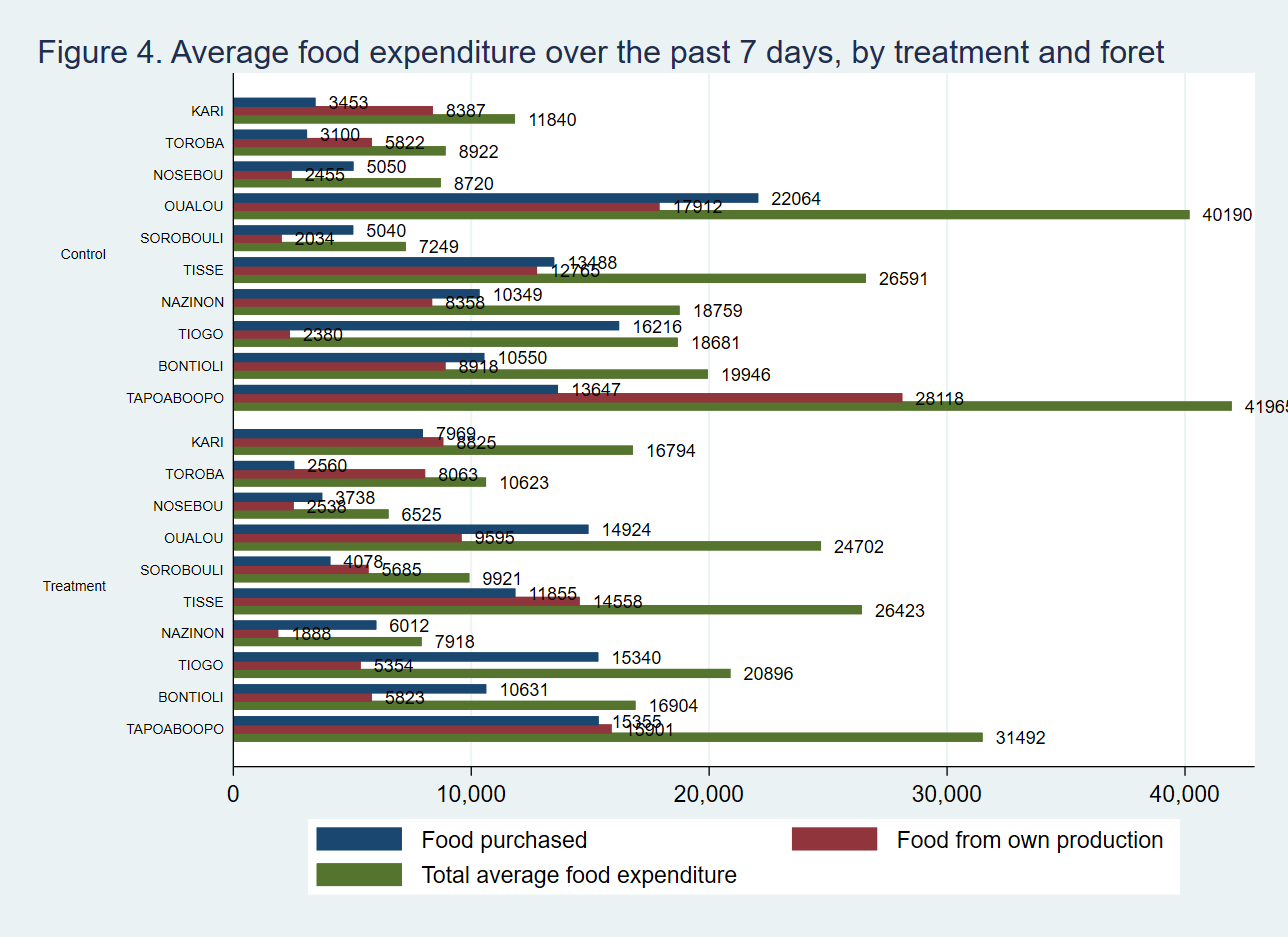 Figure 4. Average food expenditure over the past 7 days, by treatment and foret
Control
KARI 3453 8387 11840
TOROBA 3100 5822 8922
NOSEBOU 5050 2455 8720
OUALOU 22064 17912 40190
SOROBOULI 5040 2034 7249
TISSE 13488 12765 26591
NAZINON 10349 8358 18759
TIOGO 16216 2380 18681
BONTIOLI 10550 8918 19946
TAPOABOOPO 13647 28118 41965
Treatment
KARI 7969 8825 16794
TOROBA 2560 8063 10623
NOSEBOU 3738 2538 6525
OUALOU 14924 9595 24702
SOROBOULI 4078 5685 9921
TISSE 11855 14558 26423
NAZINON 6012 1888 7918
TIOGO 15340 5354 20896
BONTIOLI 10631 5823 16904
TAPOABOOPO 15355 15901 31492
0 10,000 20,000 30,000 40,000
Food purchased Food from own production
Total average food expenditure